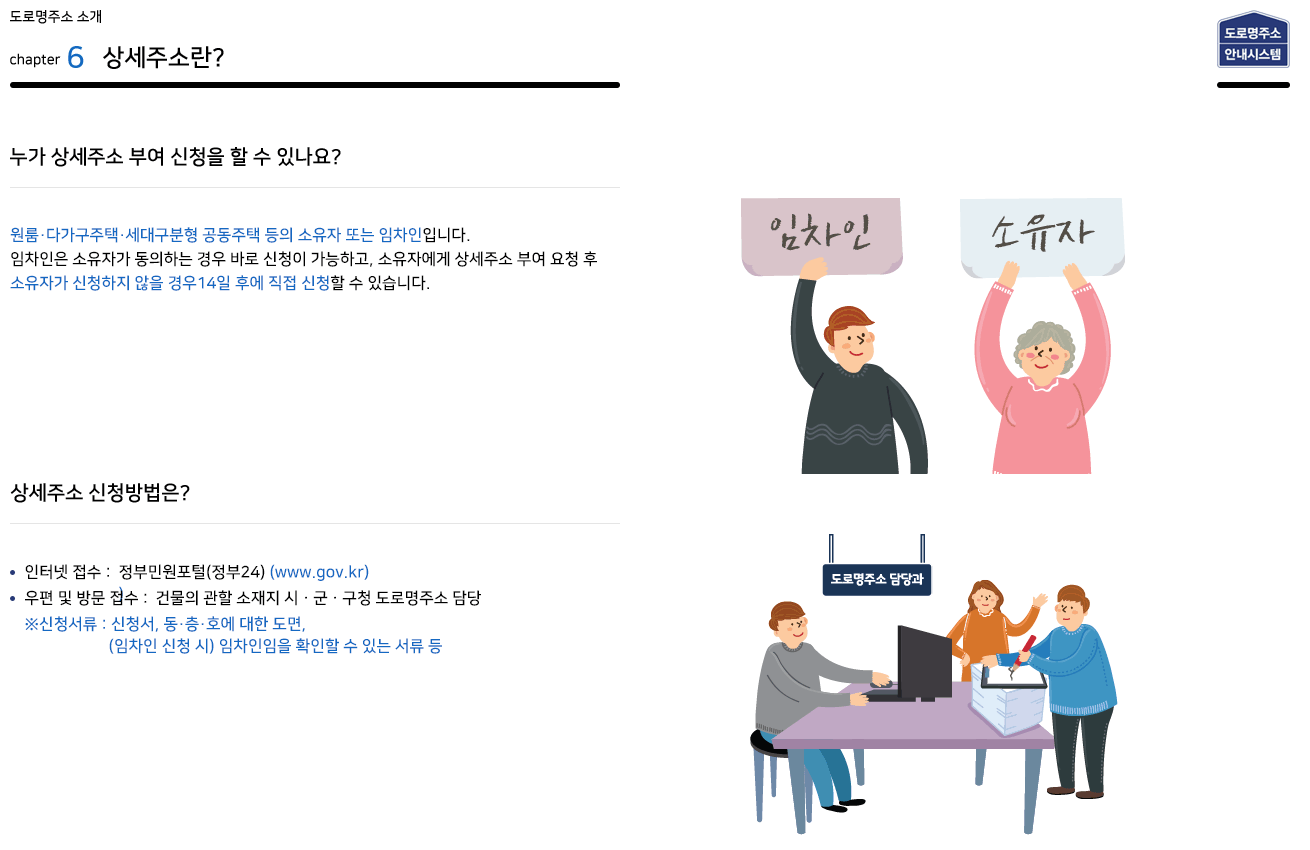 도로명주소 소개
chapter 6 상세주소란?
도로명주소
안내시스템
누가 상세주소 부여 신청을 할 수 있나요?
원룸·다가구주택·세대구분형 공동주택 등의 소유자 또는 임차인입니다.
임차인은 소유자가 동의하는 경우 바로 신청이 가능하고, 소유자에게 상세주소 부여 요청 후
소유자가 신청하지 않을 경우14일 후에 직접 신청할 수 있습니다.
임차인
소유자
상세주소 신청방법은?
• 인터넷 접수 : 정부민원포털(정부24) (www.gov.kr)
• 우편 및 방문 접수 : 건물의 관할 소재지 시 · 군 · 구청 도로명주소 담당
※신청서류 : 신청서, 동·층·호에 대한 도면,
(임차인 신청 시) 임차인임을 확인할 수 있는 서류 등
도로명주소 담당과